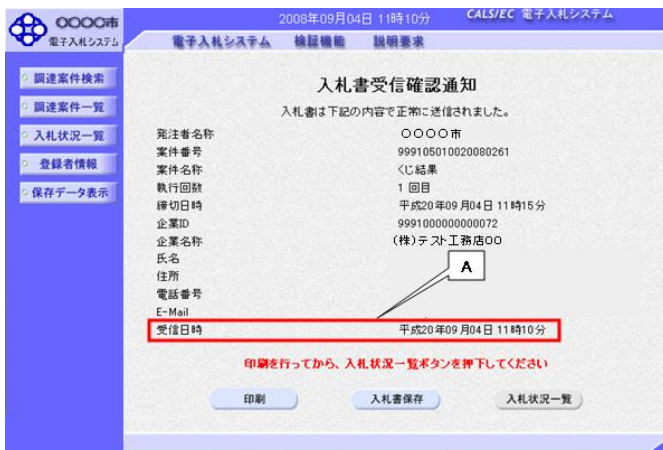 〇〇〇〇市
電子入札システム
2008年09月04日 11時10分
CALS/EC 電子入札システム
電子入札システム 検証機能 説明要求
調達案件検索
調達案件一覧
入札状況一覧
登録者情報
保存データ表示
入札書受信確認通知
入札書は下記の内容で正常に送信されました。
発注者名称 〇〇〇〇市
案件番号 999105010020080261
案件名称 くじ結果
執行回数 1 回目
締切日時 平成20年09月04日 11時15分
企業ID 9991000000000072
企業名称 (株)テスト工務店〇〇
氏名
住所
A
電話番号
E-Mail
受信日時 平成20年09月04日 11時10分
印刷を行ってから、入札状況一覧ボタンを押下してください
印刷 入札書保存 入札状況一覧